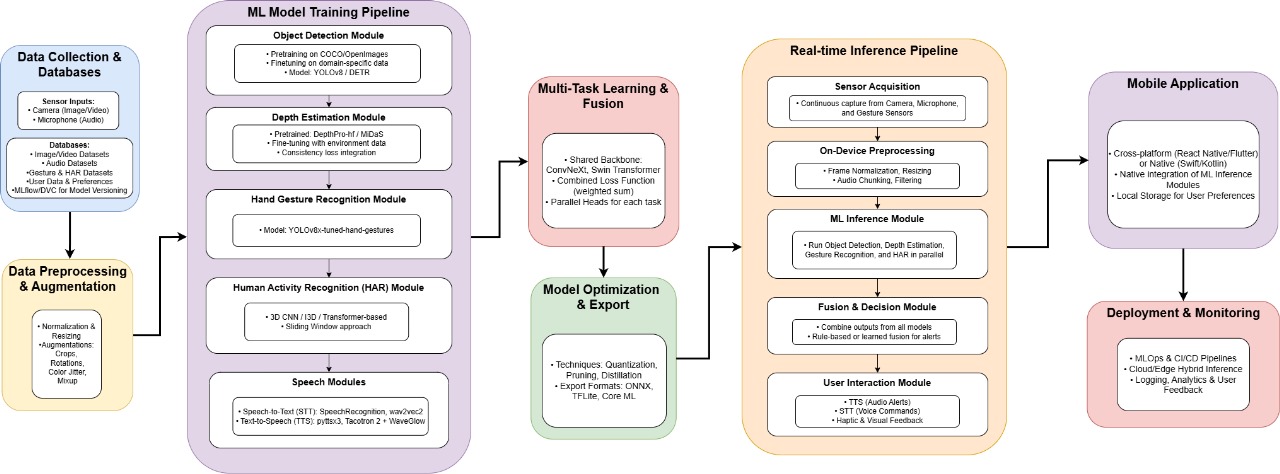 Data Collection &
Databases
Sensor Inputs:
• Camera (Image/Video)
• Microphone (Audio)
Databases:
• Image/Video Datasets
• Audio Datasets
• Gesture & HAR Datasets
•User Data & Preferences
•MLflow/DVC for Model Versioning
Data Preprocessing
& Augmentation
• Normalization &
Resizing
•Augmentations:
Crops,
Rotations,
Color Jitter,
Mixup
ML Model Training Pipeline
Object Detection Module
• Pretraining on COCO/OpenImages
• Finetuning on domain-specific data
• Model: YOLOv8 / DETR
Depth Estimation Module
• Pretrained: DepthPro-hf / MiDaS
• Fine-tuning with environment data
• Consistency loss integration
Hand Gesture Recognition Module
• Model: YOLOv8x-tuned-hand-gestures
Human Activity Recognition (HAR) Module
• 3D CNN / I3D / Transformer-based
• Sliding Window approach
Speech Modules
• Speech-to-Text (STT): SpeechRecognition, wav2vec2
• Text-to-Speech (TTS): pyttsx3, Tacotron 2 + WaveGlow
Multi-Task Learning &
Fusion
• Shared Backbone:
ConvNeXt, Swin Transformer
• Combined Loss Function
(weighted sum)
• Parallel Heads for each task
Model Optimization
& Export
• Techniques: Quantization,
Pruning, Distillation
• Export Formats: ONNX,
TFLite, Core ML
Real-time Inference Pipeline
Sensor Acquisition
• Continuous capture from Camera, Microphone,
and Gesture Sensors
On-Device Preprocessing
• Frame Normalization, Resizing
• Audio Chunking, Filtering
ML Inference Module
• Run Object Detection, Depth Estimation,
Gesture Recognition, and HAR in parallel
Fusion & Decision Module
• Combine outputs from all models
• Rule-based or learned fusion for alerts
User Interaction Module
• TTS (Audio Alerts)
• STT (Voice Commands)
• Haptic & Visual Feedback
Mobile Application
• Cross-platform (React Native/Flutter)
or Native (Swift/Kotlin)
• Native integration of ML Inference
Modules
• Local Storage for User Preferences
Deployment & Monitoring
• MLOps & CI/CD Pipelines
• Cloud/Edge Hybrid Inference
• Logging, Analytics & User
Feedback